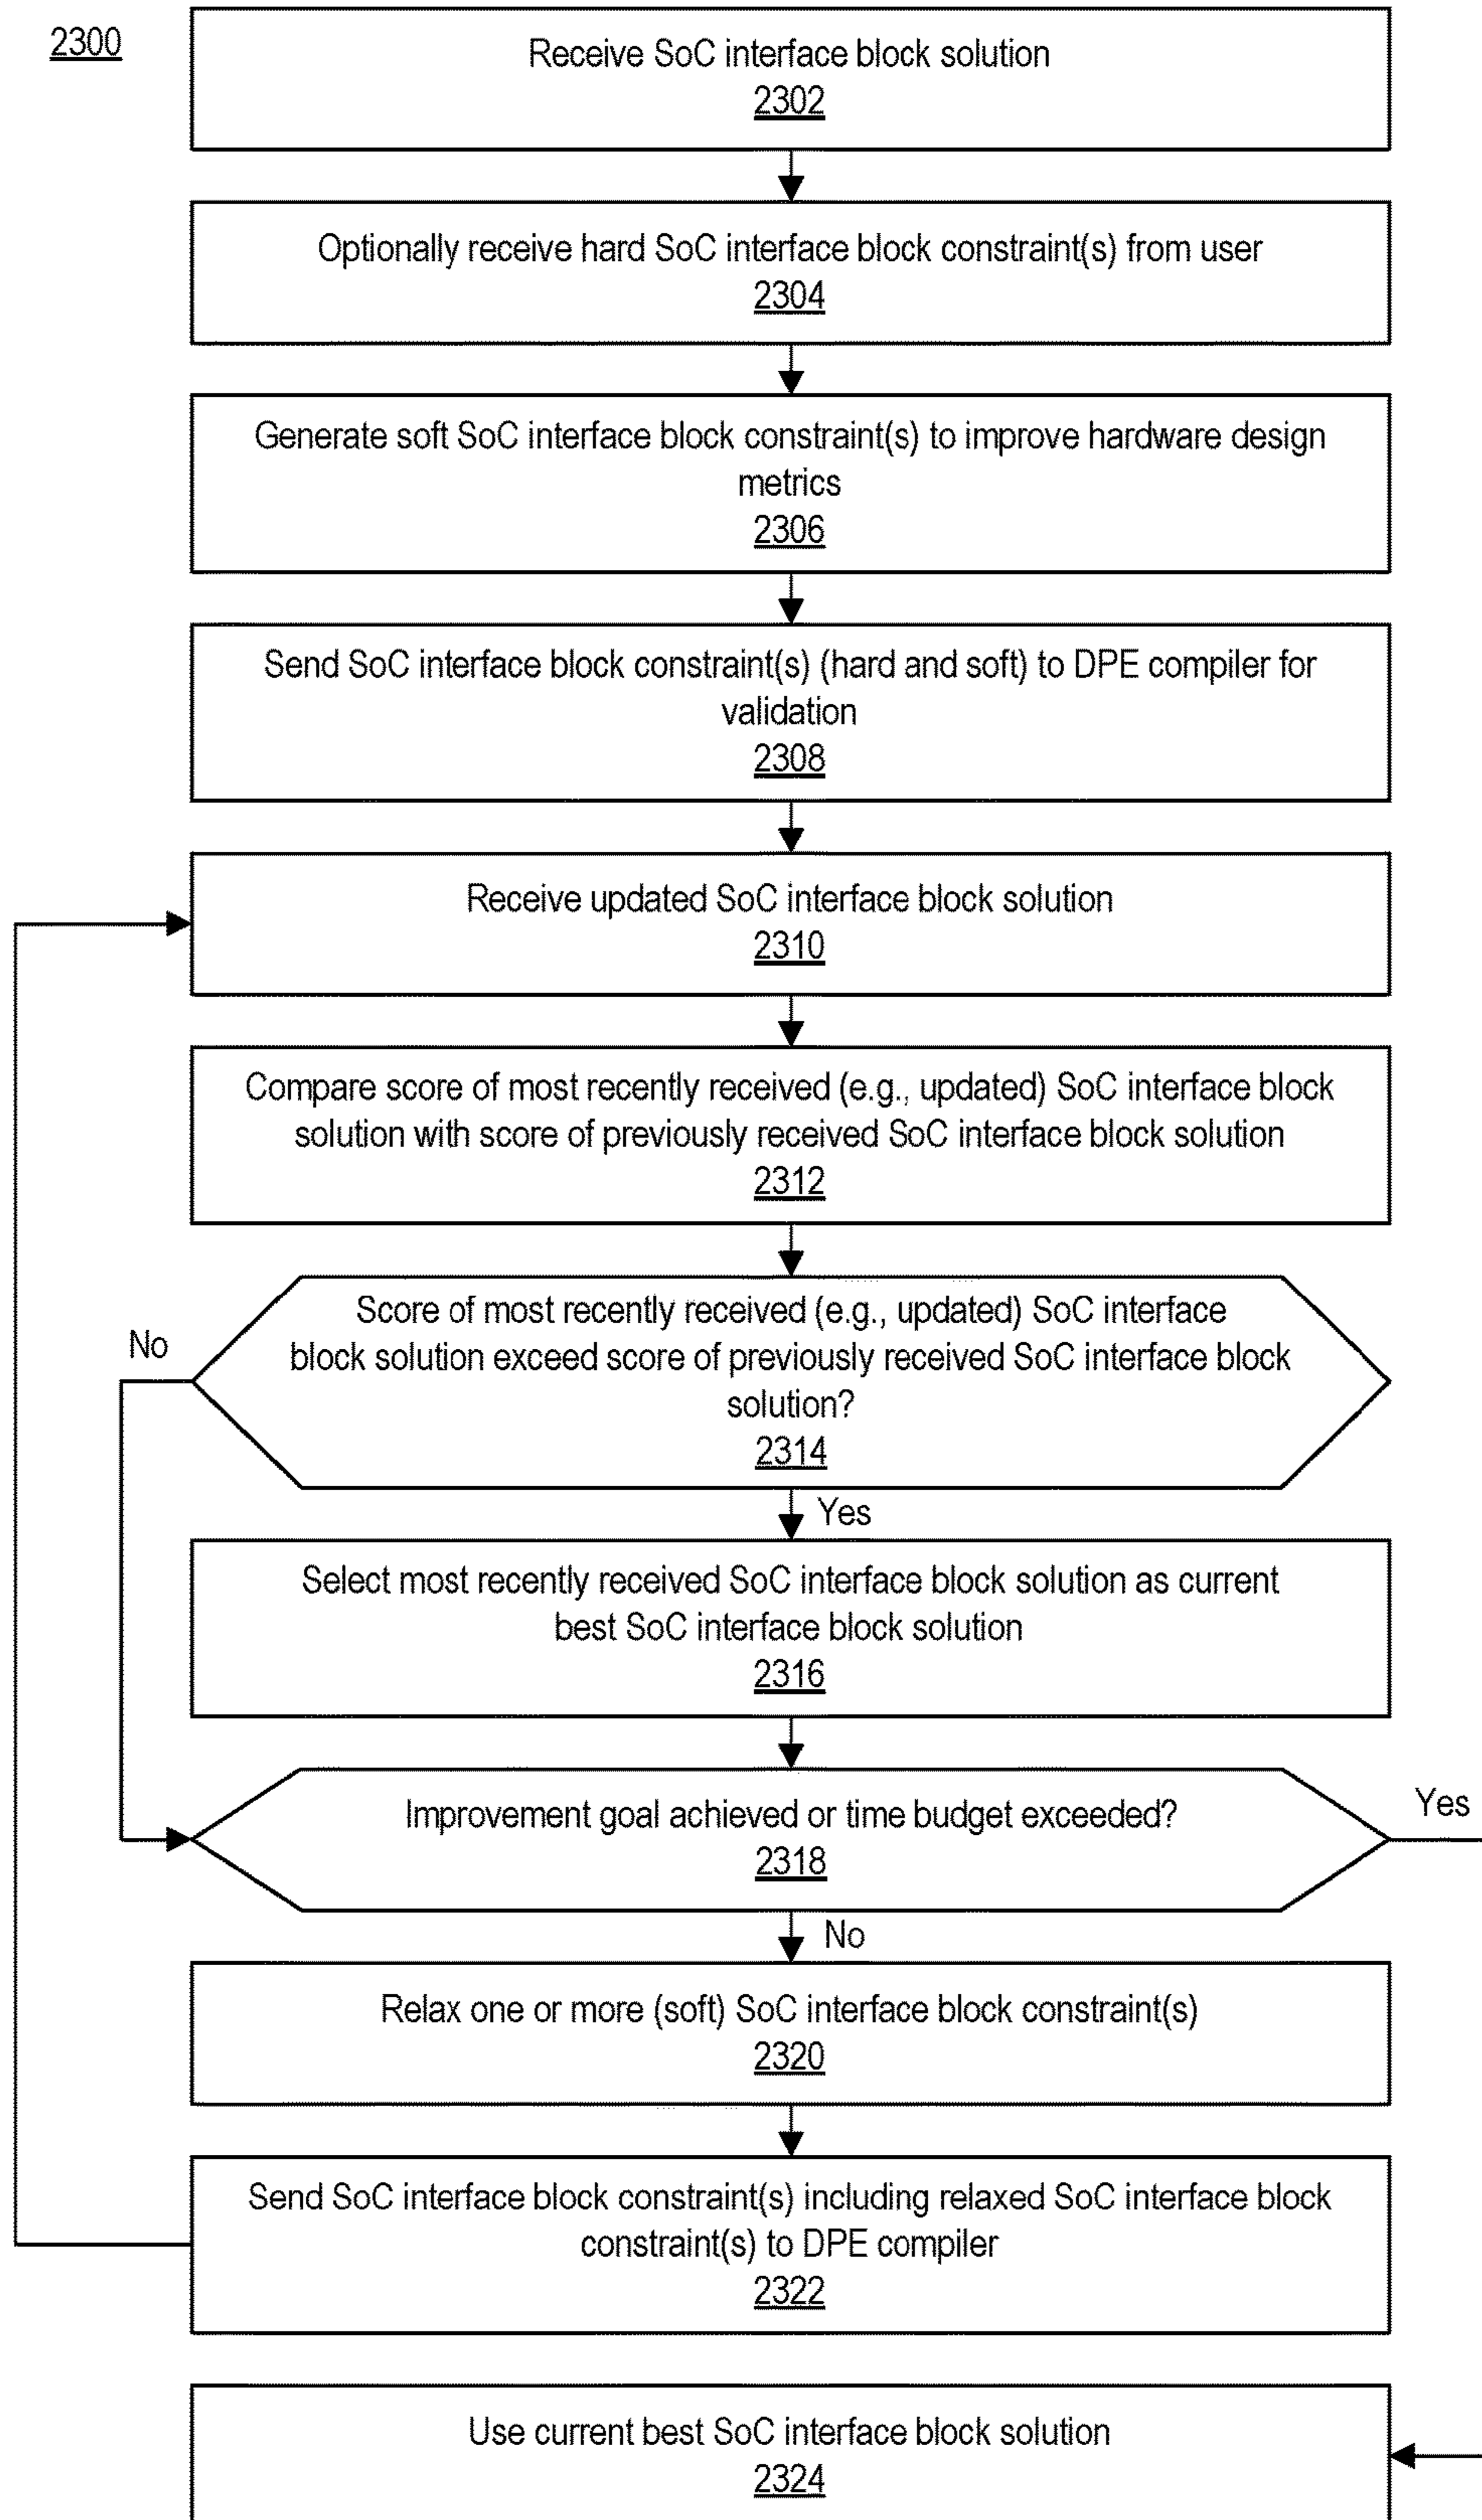 2300
Receive SoC interface block solution
2302
Optionally receive hard SoC interface block constraint(s) from user
2304
Generate soft SoC interface block constraint(s) to improve hardware design
metrics
2306
Send SoC interface block constraint(s) (hard and soft) to DPE compiler for
validation
2308
Receive updated SoC interface block solution
2310
Compare score of most recently received (e.g., updated) SoC interface block
solution with score of previously received SoC interface block solution
2312
Score of most recently received (e.g., updated) SoC interface
block solution exceed score of previously received SoC interface block
solution?
2314
No
Yes
Select most recently received SoC interface block solution as current
best SoC interface block solution
2316
Improvement goal achieved or time budget exceeded?
2318
Yes
No
Relax one or more (soft) SoC interface block constraint(s)
2320
Send SoC interface block constraint(s) including relaxed SoC interface block
constraint(s) to DPE compiler
2322
Use current best SoC interface block solution
2324